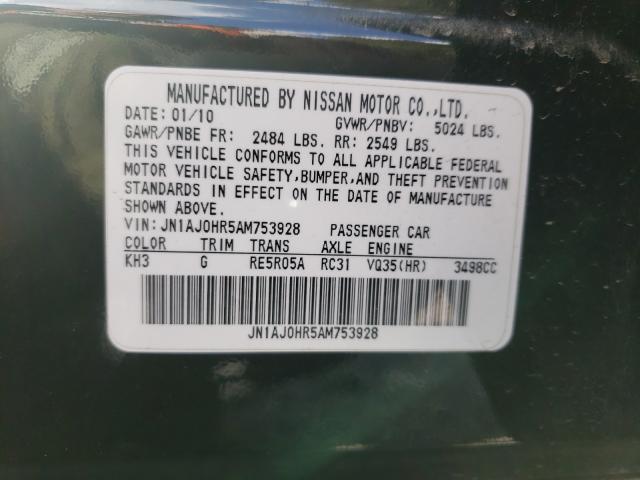 MANUFACTURED BY NISSAN MOTOR CO.,LTD.
DATE: 01/10 GVWR/PNBV: 5024 LBS.
GAWR/PNBE FR: 2484 LBS. RR: 2549 LBS.
THIS VEHICLE CONFORMS TO ALL APPLICABLE FEDERAL
MOTOR VEHICLE SAFETY,BUMPER,AND THEFT PREVENTION
STANDARDS IN EFFECT ON THE DATE OF MANUFACTURE
SHOWN ABOVE.
VIN: JN1AJ0HR5AM753928 PASSENGER CAR
COLOR TRIM TRANS AXLE ENGINE
KH3 G RE5R05A RC31 VQ35(HR) 3498CC
JN1AJ0HR5AM753928